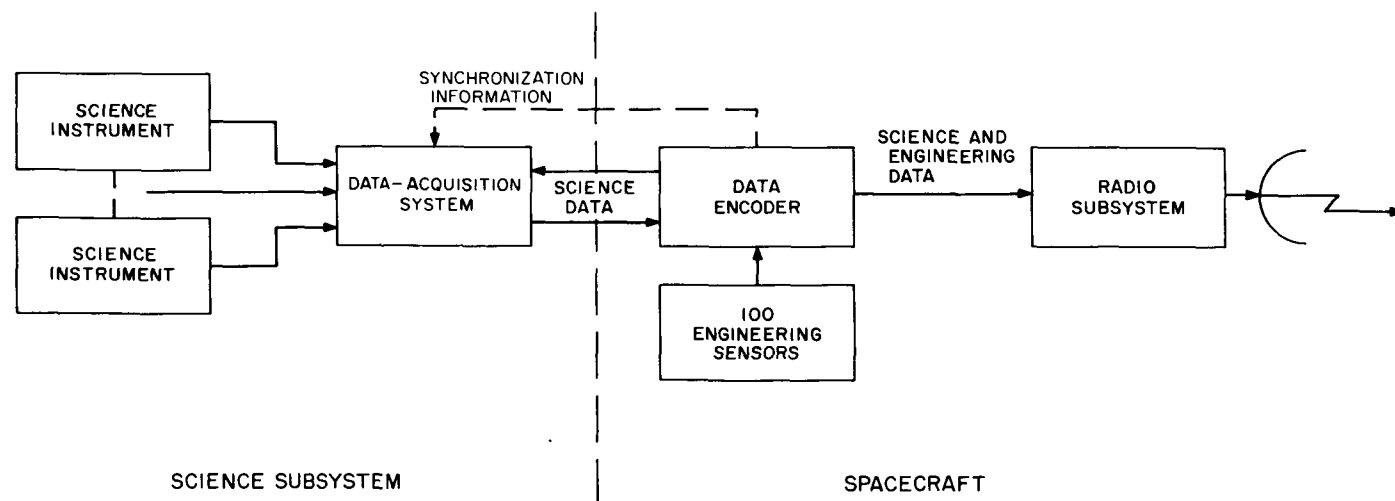 SYNCHRONIZATION
INFORMATION
SCIENCE
INSTRUMENT
DATA-ACQUISITION
SYSTEM
SCIENCE
DATA
DATA
ENCODER
SCIENCE AND
ENGINEERING
DATA
RADIO
SUBSYSTEM
SCIENCE
INSTRUMENT
100
ENGINEERING
SENSORS
SCIENCE SUBSYSTEM
SPACECRAFT